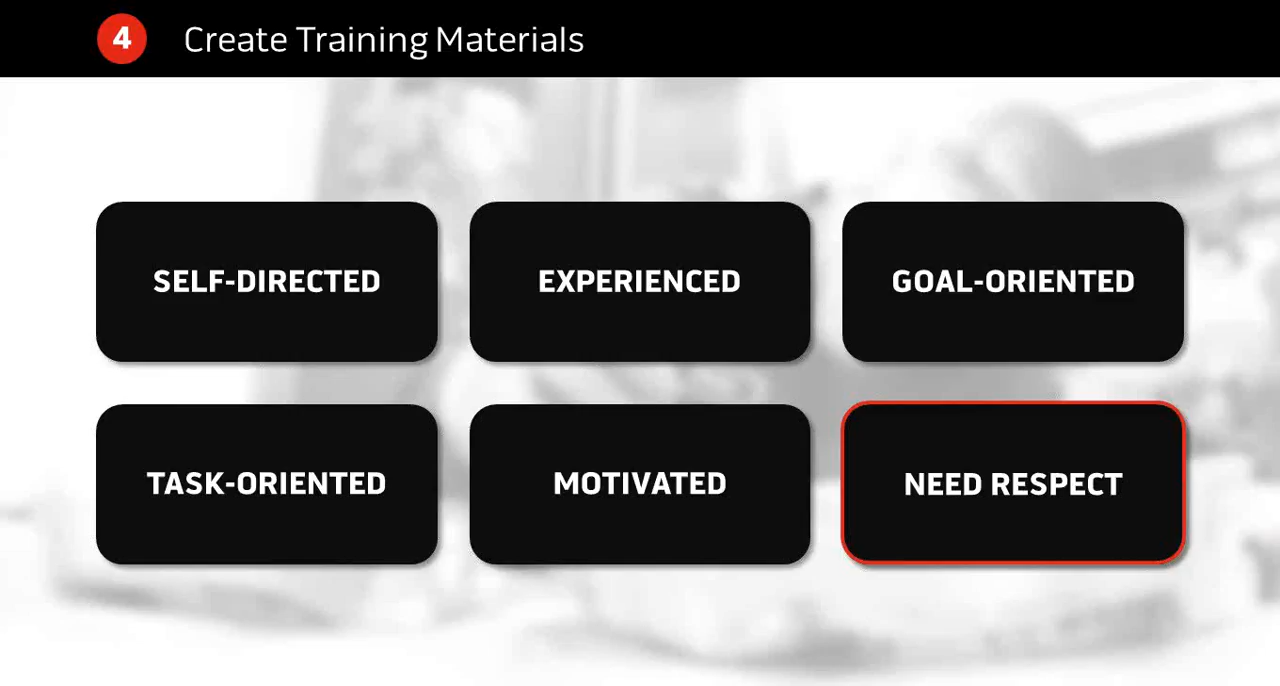 4 Create Training Materials
SELF-DIRECTED EXPERIENCED GOAL-ORIENTED
TASK-ORIENTED MOTIVATED NEED RESPECT